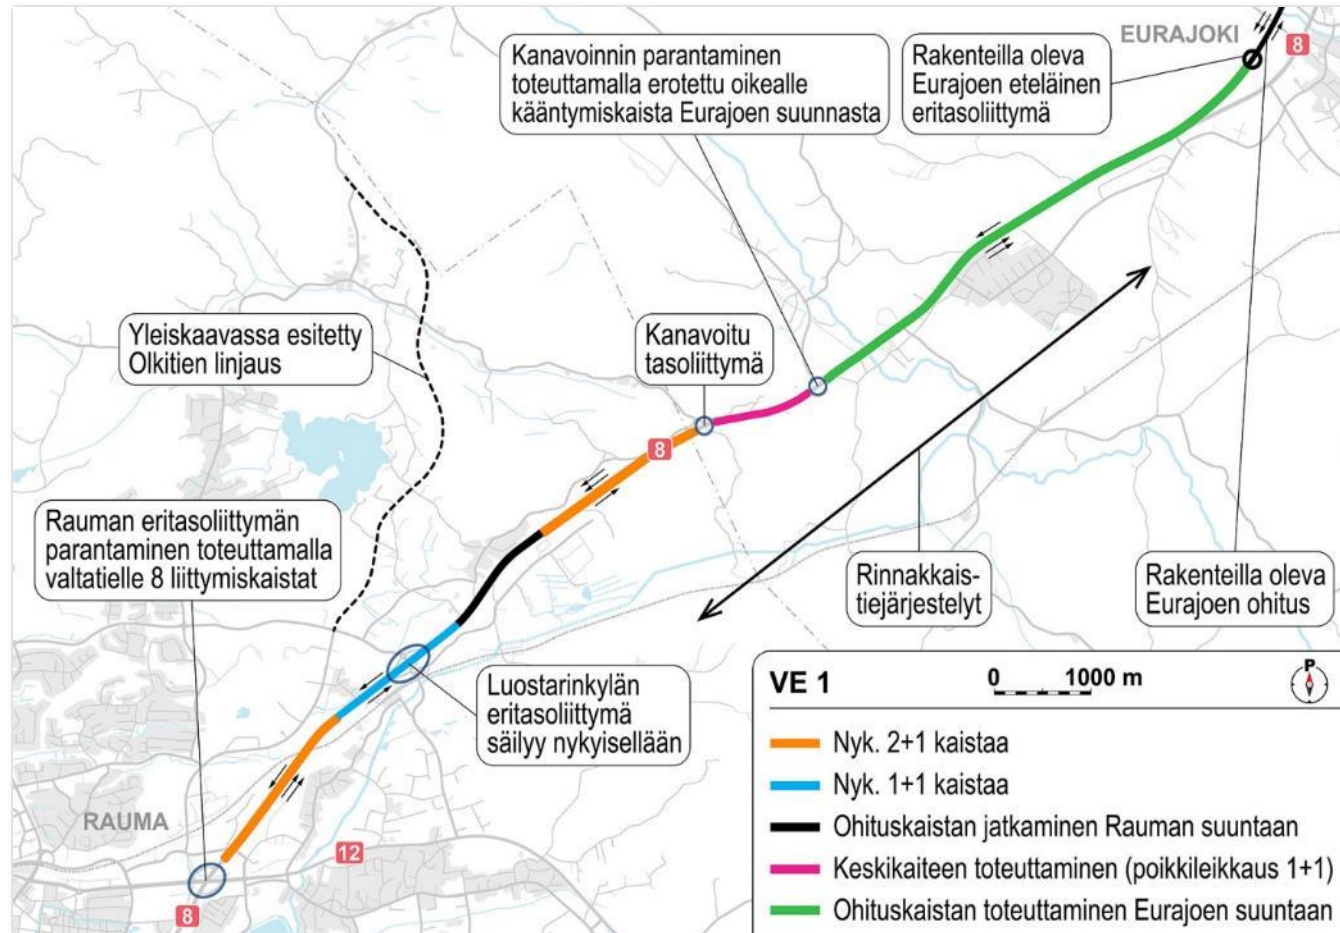 EURAJOKI
8
Kanavoinnin parantaminen
toteuttamalla erotettu oikealle
kääntymiskaista Eurajoen suunnasta
Rakenteilla oleva
Eurajoen eteläinen
eritasoliittymä
Yleiskaavassa esitetty
Olkitien linjaus
Kanavoitu
tasoliittymä
8
Rauman eritasoliittymän
parantaminen toteuttamalla
valtatielle 8 liittymiskaistat
Rinnakkais-
tiejärjestelyt
Rakenteilla oleva
Eurajoen ohitus
Luostarinkylän
eritasoliittymä
säilyy nykyisellään
RAUMA
12
8
VE 1
0 1000 m
P
Nyk. 2+1 kaistaa
Nyk. 1+1 kaistaa
Ohituskaistan jatkaminen Rauman suuntaan
Keskikaiteen toteuttaminen (poikkileikkaus 1+1)
Ohituskaistan toteuttaminen Eurajoen suuntaan